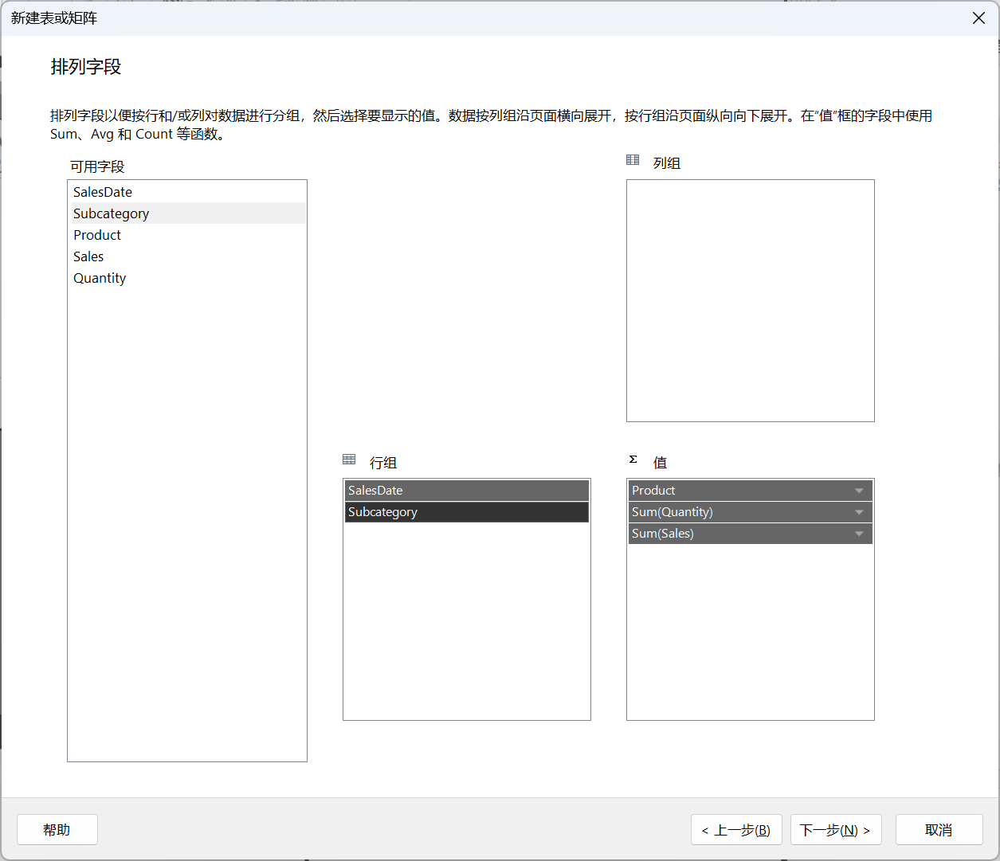 新建表或矩阵
排列字段
排列字段以便按行和/或列对数据进行分组，然后选择要显示的值。数据按列组沿页面横向展开，按行组沿页面纵向向下展开。在“值”框的字段中使用
Sum、Avg 和 Count 等函数。
可用字段
SalesDate
Subcategory
Product
Sales
Quantity
列组
行组
SalesDate
Subcategory
Σ 值
Product
Sum(Quantity)
Sum(Sales)
帮助
< 上一步(B)
下一步(N) >
取消